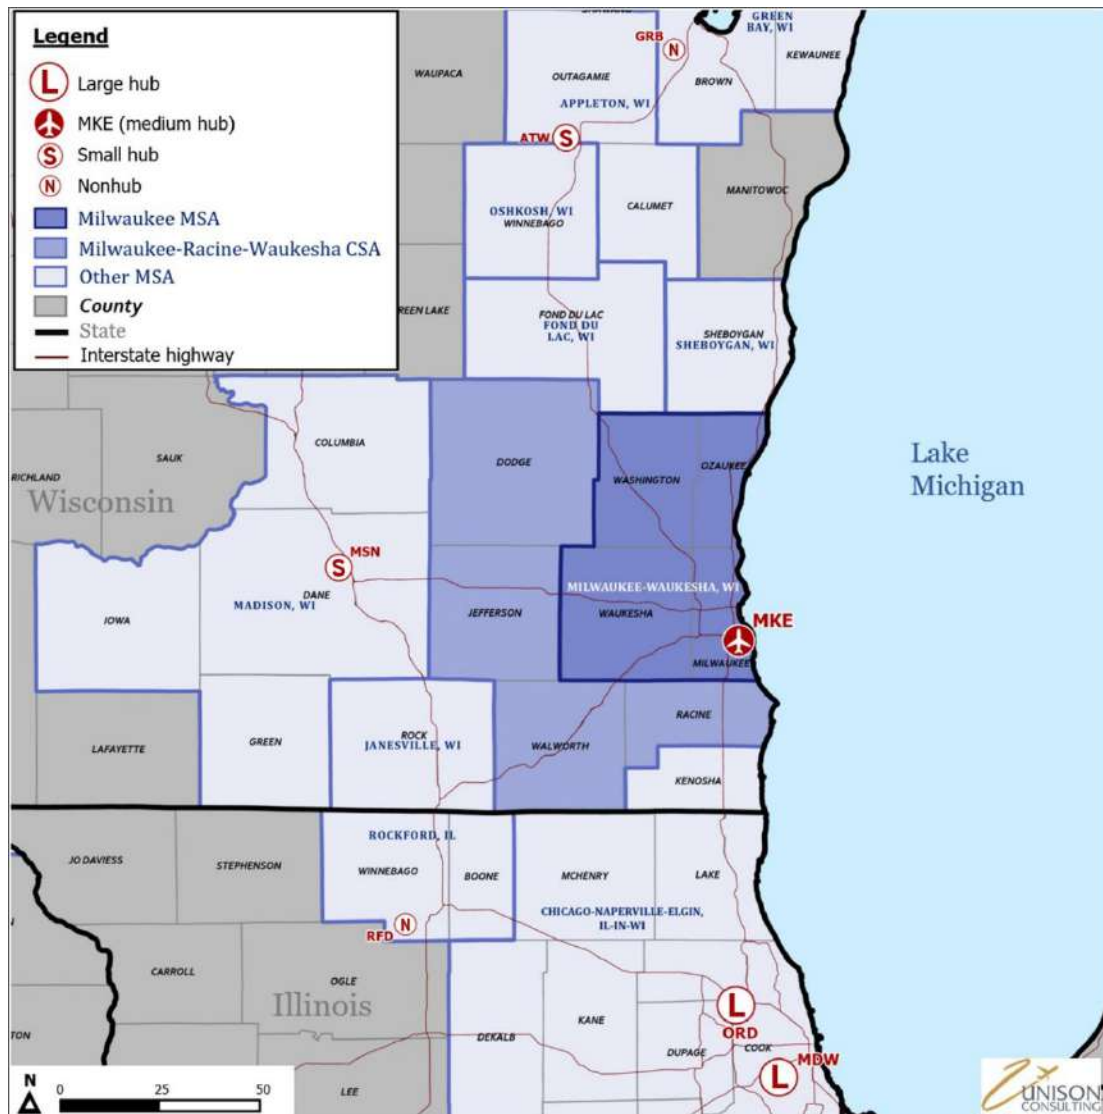 Legend
L Large hub
MKE (medium hub)
S Small hub
N Nonhub
Milwaukee MSA
Milwaukee-Racine-Waukesha CSA
Other MSA
County
State
Interstate highway
GREEN
BAY, WI
GRB
N
KEWAUNEE
WAUPACA
OUTAGAMIE
BROWN
APPLETON, WI
ATW
S
MANITOWOC
OSHKOSH, WI
WINNEBAGO
CALUMET
REEN LAKE
FOND DU LAC
FOND DU
LAC, WI
SHEBOYGAN
SHEBOYGAN, WI
COLUMBIA
SAUK
RICHLAND
DODGE
OZAUKEE
WASHINGTON
Lake
Michigan
Wisconsin
MSN
S
DANE
MADISON, WI
IOWA
JEFFERSON
MILWAUKEE-WAUKESHA, WI
WAUKESHA
MKE
MILWAUKEE
LAFAYETTE
GREEN
ROCK
JANESVILLE, WI
WALWORTH
RACINE
KENOSHA
ROCKFORD, IL
JO DAVIESS
STEPHENSON
WINNEBAGO
BOONE
MCHENRY
LAKE
CHICAGO-NAPERVILLE-ELGIN,
IL-IN-WI
N
RFD
CARROLL
OGLE
Illinois
L
ORD
TON
DEKALB
KANE
DUPAGE
COOK
MDW
L
LEE
N
0 25 50
UNISON
CONSULTING